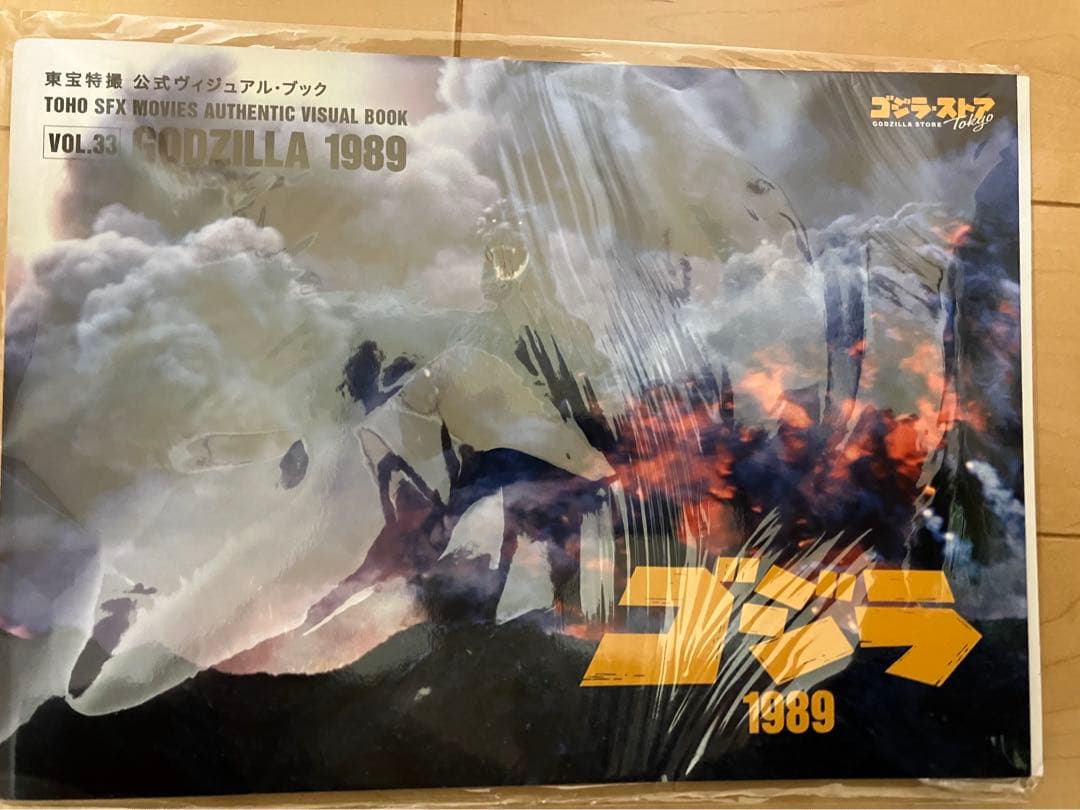 東宝特撮 公式ヴィジュアル・ブック
TOHO SFX MOVIES AUTHENTIC VISUAL BOOK
VOL.33 GODZILLA 1989
ゴジラ・ストア
GODZILLA STORE Tokyo
ゴジラ
1989